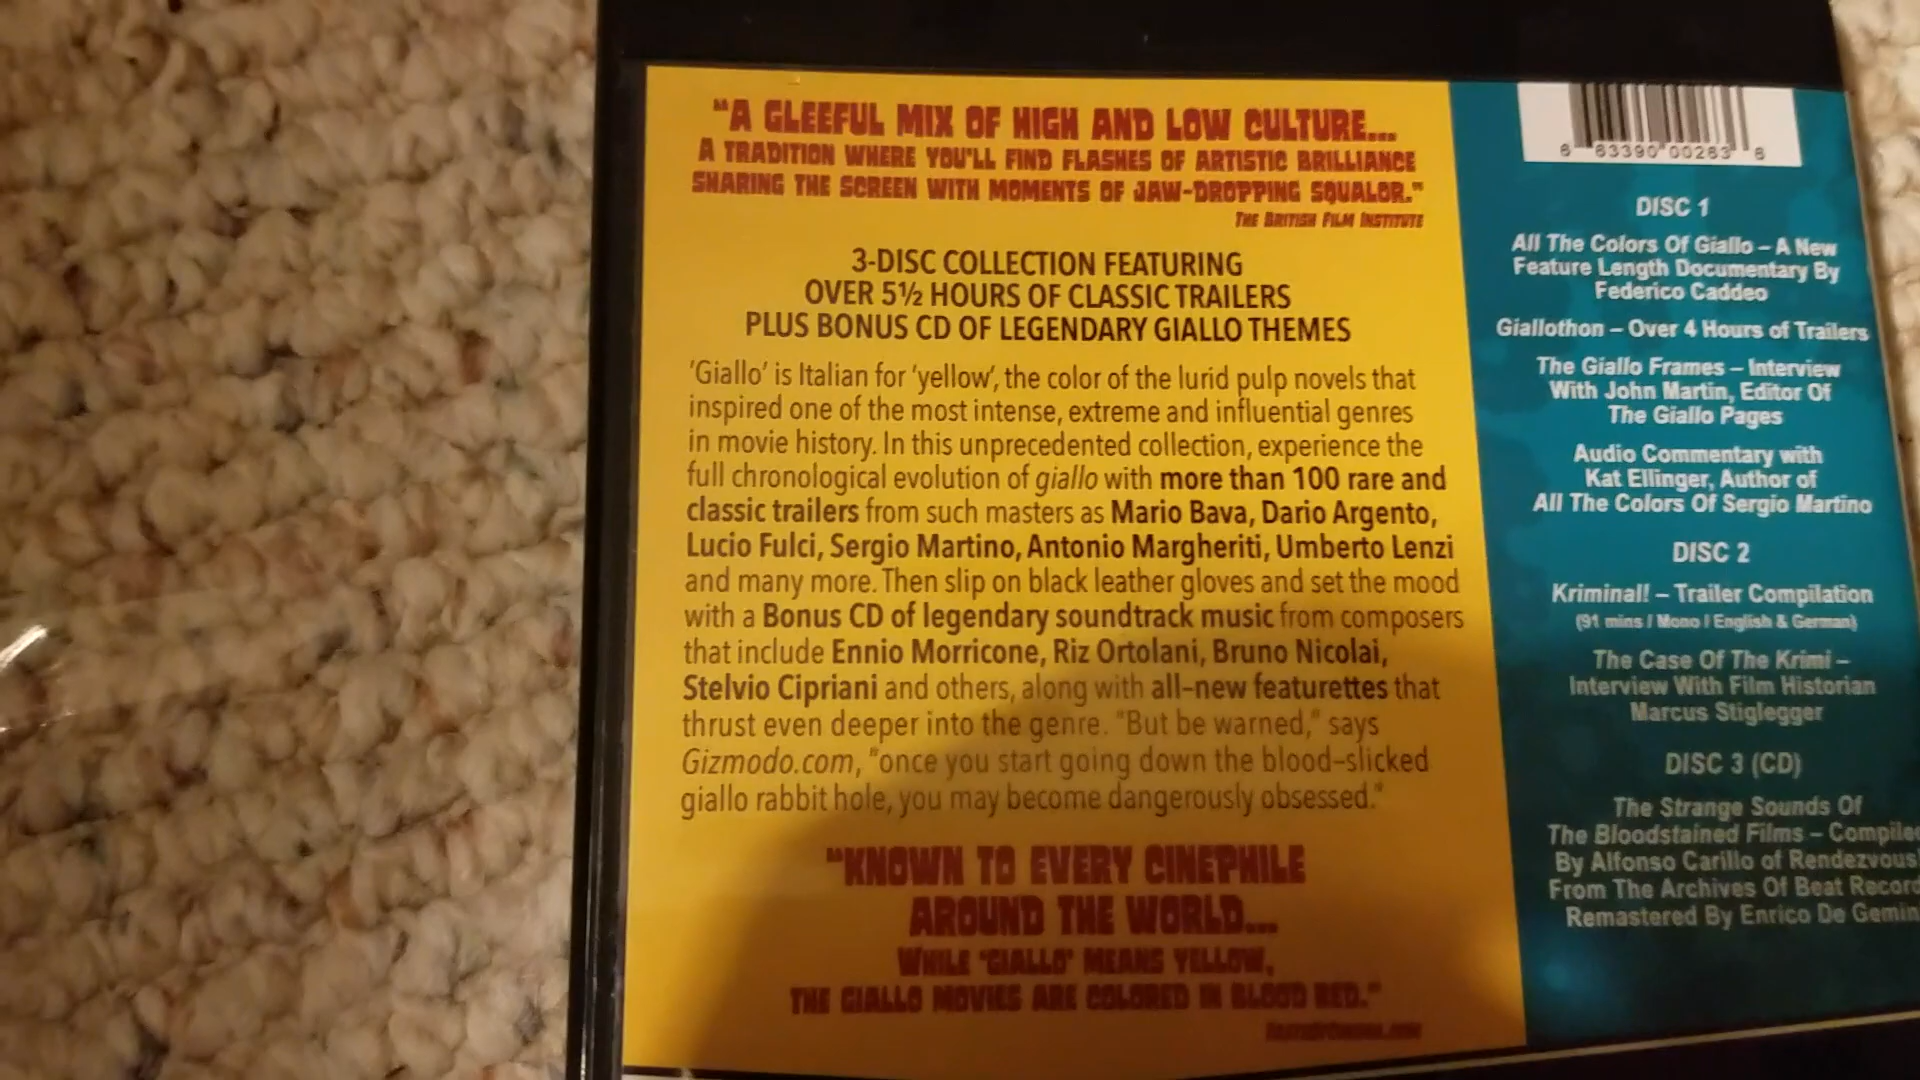 "A GLEEFUL MIX OF HIGH AND LOW CULTURE...
A TRADITION WHERE YOU'LL FIND FLASHES OF ARTISTIC BRILLIANCE
SHARING THE SCREEN WITH MOMENTS OF JAW-DROPPING SQUALOR."
THE BRITISH FILM INSTITUTE
3-DISC COLLECTION FEATURING
OVER 5½ HOURS OF CLASSIC TRAILERS
PLUS BONUS CD OF LEGENDARY GIALLO THEMES
'Giallo' is Italian for 'yellow', the color of the lurid pulp novels that
inspired one of the most intense, extreme and influential genres
in movie history. In this unprecedented collection, experience the
full chronological evolution of giallo with more than 100 rare and
classic trailers from such masters as Mario Bava, Dario Argento,
Lucio Fulci, Sergio Martino, Antonio Margheriti, Umberto Lenzi
and many more. Then slip on black leather gloves and set the mood
with a Bonus CD of legendary soundtrack music from composers
that include Ennio Morricone, Riz Ortolani, Bruno Nicolai,
Stelvio Cipriani and others, along with all-new featurettes that
thrust even deeper into the genre. "But be warned," says
Gizmodo.com, "once you start going down the blood-slicked
giallo rabbit hole, you may become dangerously obsessed."
"KNOWN TO EVERY CINEPHILE
AROUND THE WORLD...
WHILE 'GIALLO' MEANS YELLOW,
THE GIALLO MOVIES ARE COLORED IN BLOOD RED."
6 63390 00263 6
DISC 1
All The Colors Of Giallo – A New
Feature Length Documentary By
Federico Caddeo
Giallothon – Over 4 Hours of Trailers
The Giallo Frames – Interview
With John Martin, Editor Of
The Giallo Pages
Audio Commentary with
Kat Ellinger, Author of
All The Colors Of Sergio Martino
DISC 2
Kriminal! – Trailer Compilation
(91 mins / Mono / English & German)
The Case Of The Krimi –
Interview With Film Historian
Marcus Stiglegger
DISC 3 (CD)
The Strange Sounds Of
The Bloodstained Films – Compiled
By Alfonso Carillo of Rendezvous
From The Archives Of Beat Record
Remastered By Enrico De Gemin